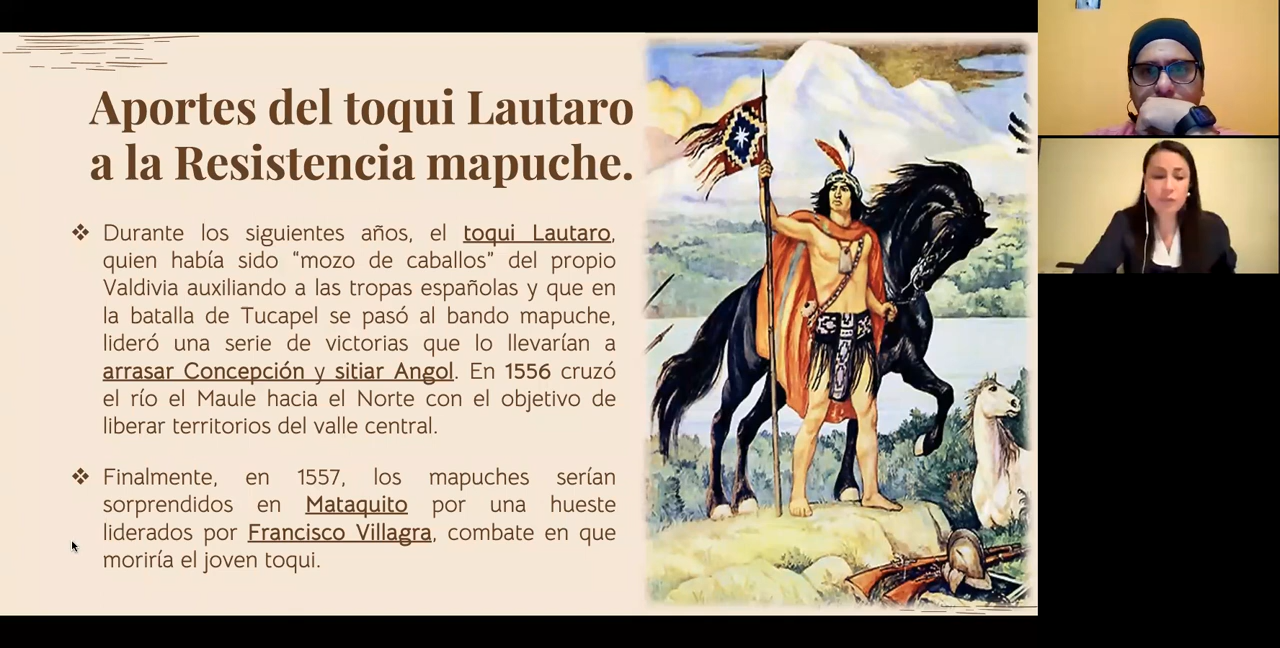 Aportes del toqui Lautaro
a la Resistencia mapuche.
❖ Durante los siguientes años, el toqui Lautaro,
quien había sido “mozo de caballos” del propio
Valdivia auxiliando a las tropas españolas y que en
la batalla de Tucapel se pasó al bando mapuche,
lideró una serie de victorias que lo llevarían a
arrasar Concepción y sitiar Angol. En 1556 cruzó
el río el Maule hacia el Norte con el objetivo de
liberar territorios del valle central.
❖ Finalmente, en 1557, los mapuches serían
sorprendidos en Mataquito por una hueste
liderados por Francisco Villagra, combate en que
moriría el joven toqui.